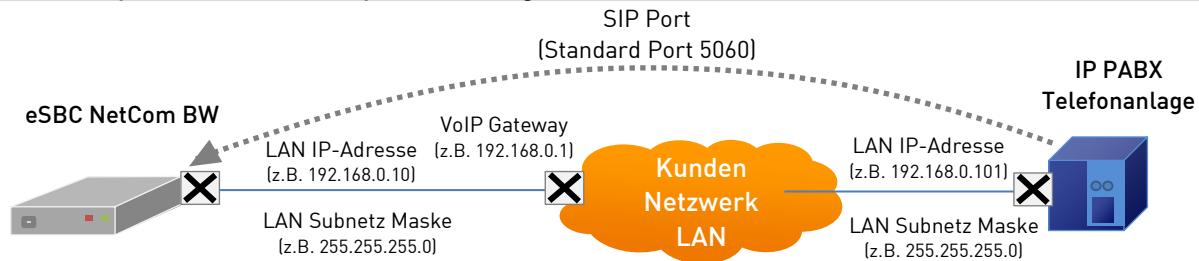 SIP Port
(Standard Port 5060)
IP PABX
Telefonanlage
eSBC NetCom BW
VoIP Gateway
(z.B. 192.168.0.1)
LAN IP-Adresse
(z.B. 192.168.0.10)
LAN Subnetz Maske
(z.B. 255.255.255.0)
Kunden
Netzwerk
LAN
LAN IP-Adresse
(z.B. 192.168.0.101)
LAN Subnetz Maske
(z.B. 255.255.255.0)